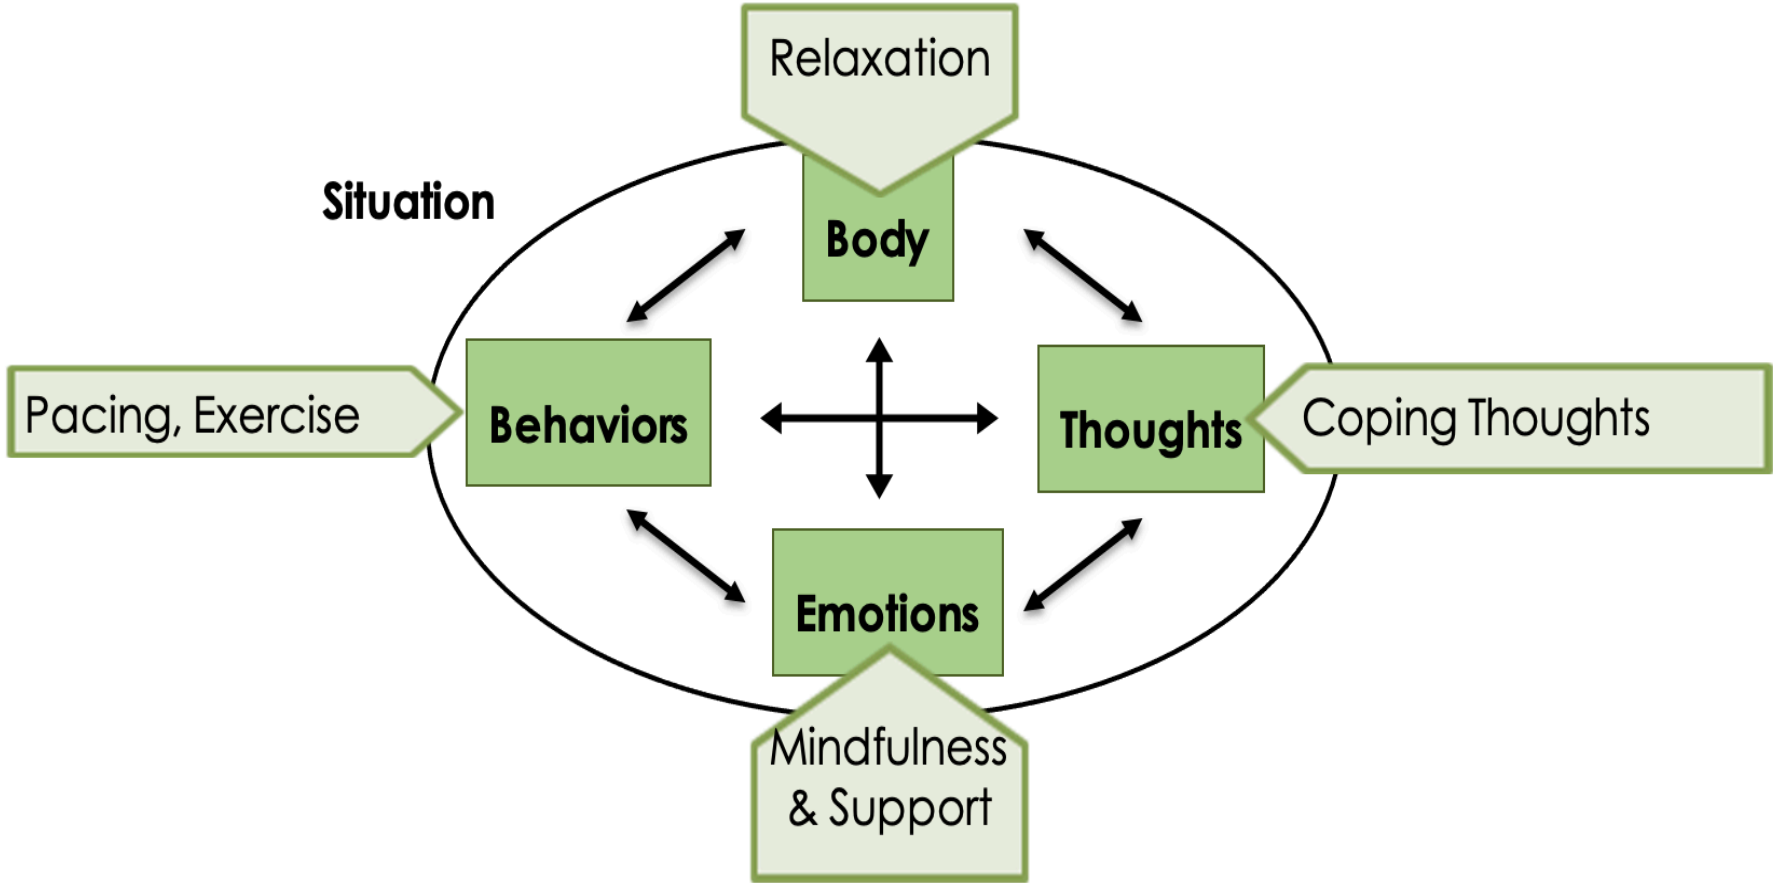 Relaxation
Situation
Body
Pacing, Exercise
Behaviors
Thoughts
Coping Thoughts
Emotions
Mindfulness
& Support